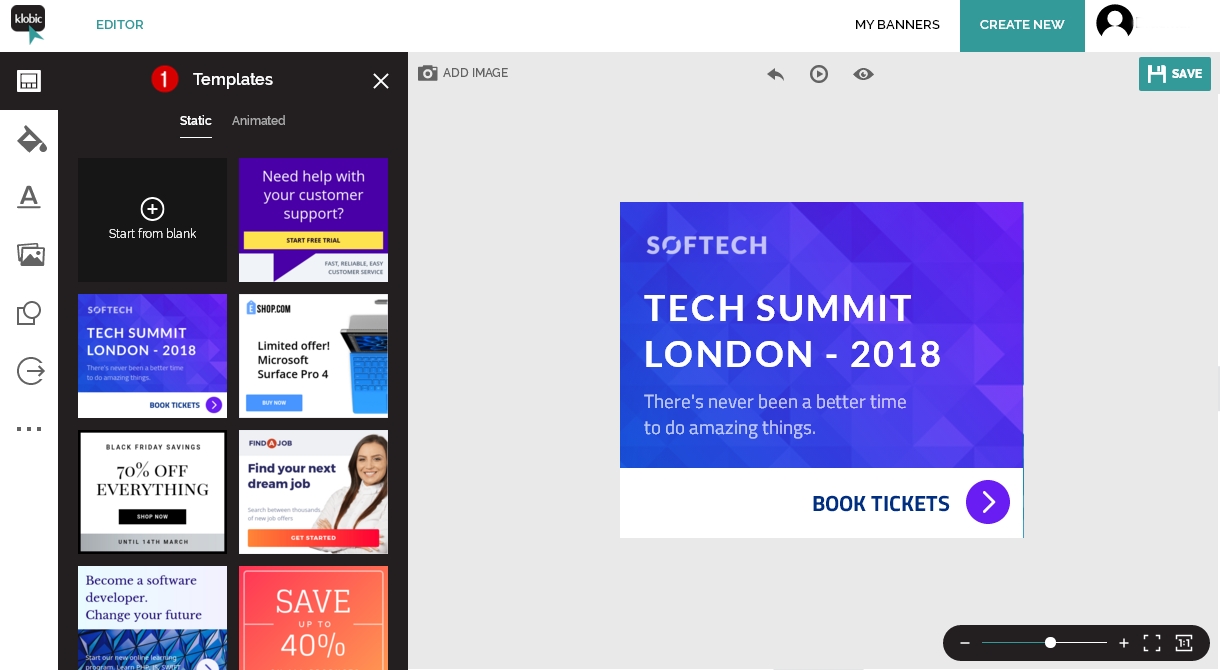 klobic
EDITOR
MY BANNERS
CREATE NEW
1
Templates
ADD IMAGE
SAVE
Static
Animated
Start from blank
Need help with
your customer
support?
START FREE TRIAL
FAST, RELIABLE, EASY
CUSTOMER SERVICE
SOFTECH
TECH SUMMIT
LONDON - 2018
There's never been a better time
to do amazing things.
BOOK TICKETS
E SHOP.COM
Limited offer!
Microsoft
Surface Pro 4
BUY NOW
BLACK FRIDAY SAVINGS
70% OFF
EVERYTHING
SHOP NOW
UNTIL 14TH MARCH
FIND A JOB
Find your next
dream job
Search between thousands
of new job offers
GET STARTED
Become a software
developer.
Change your future
Start our new online learning
program. Learn PHP, JS, SWIFT
SAVE
UP TO
40%
SOFTECH
TECH SUMMIT
LONDON - 2018
There's never been a better time
to do amazing things.
BOOK TICKETS
1:1